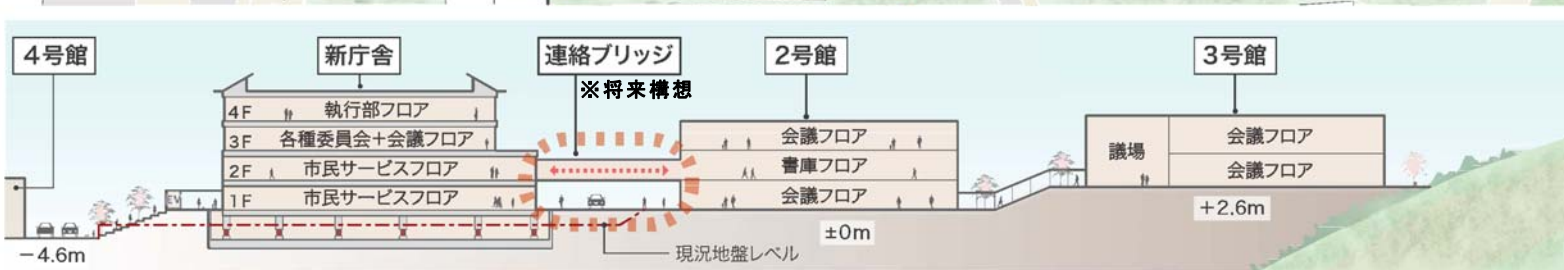 4号館
新庁舎
連絡ブリッジ
※将来構想
2号館
3号館
4F 執行部フロア
3F 各種委員会+会議フロア
2F 市民サービスフロア
1F 市民サービスフロア
EV
会議フロア
書庫フロア
会議フロア
議場
会議フロア
会議フロア
+2.6m
±0m
現況地盤レベル
−4.6m